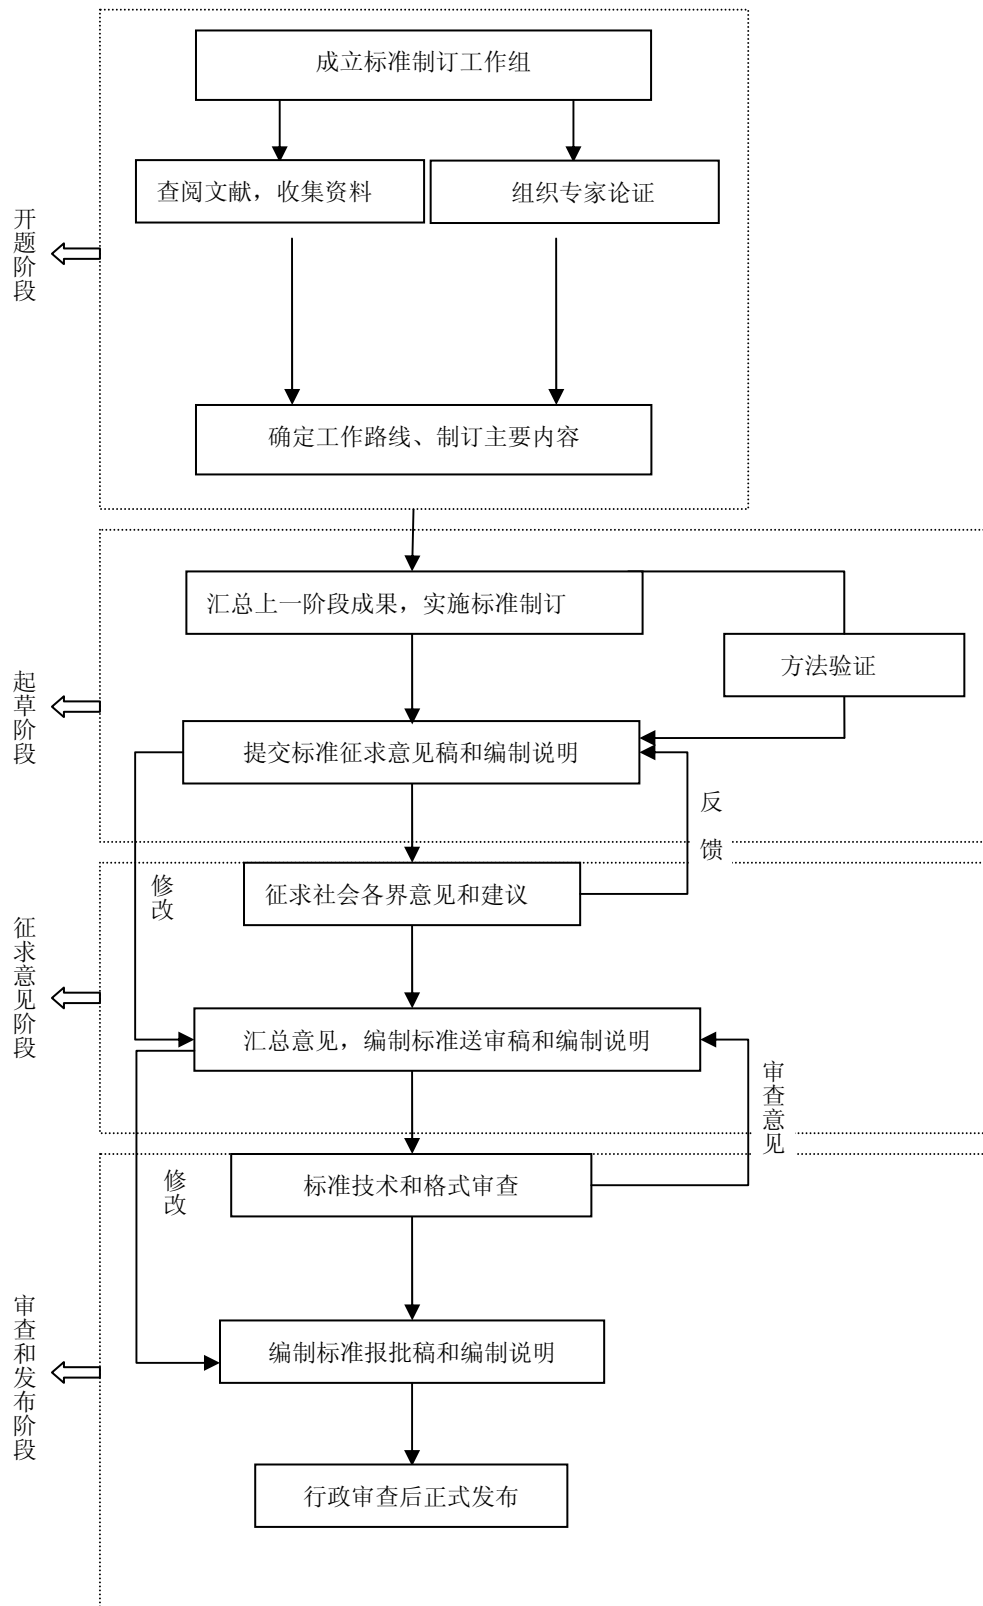 成立标准制订工作组
查阅文献，收集资料
组织专家论证
开题阶段
确定工作路线、制订主要内容
汇总上一阶段成果，实施标准制订
方法验证
起草阶段
提交标准征求意见稿和编制说明
反馈
修改
征求社会各界意见和建议
征求意见阶段
汇总意见，编制标准送审稿和编制说明
审查意见
修改
标准技术和格式审查
审查和发布阶段
编制标准报批稿和编制说明
行政审查后正式发布